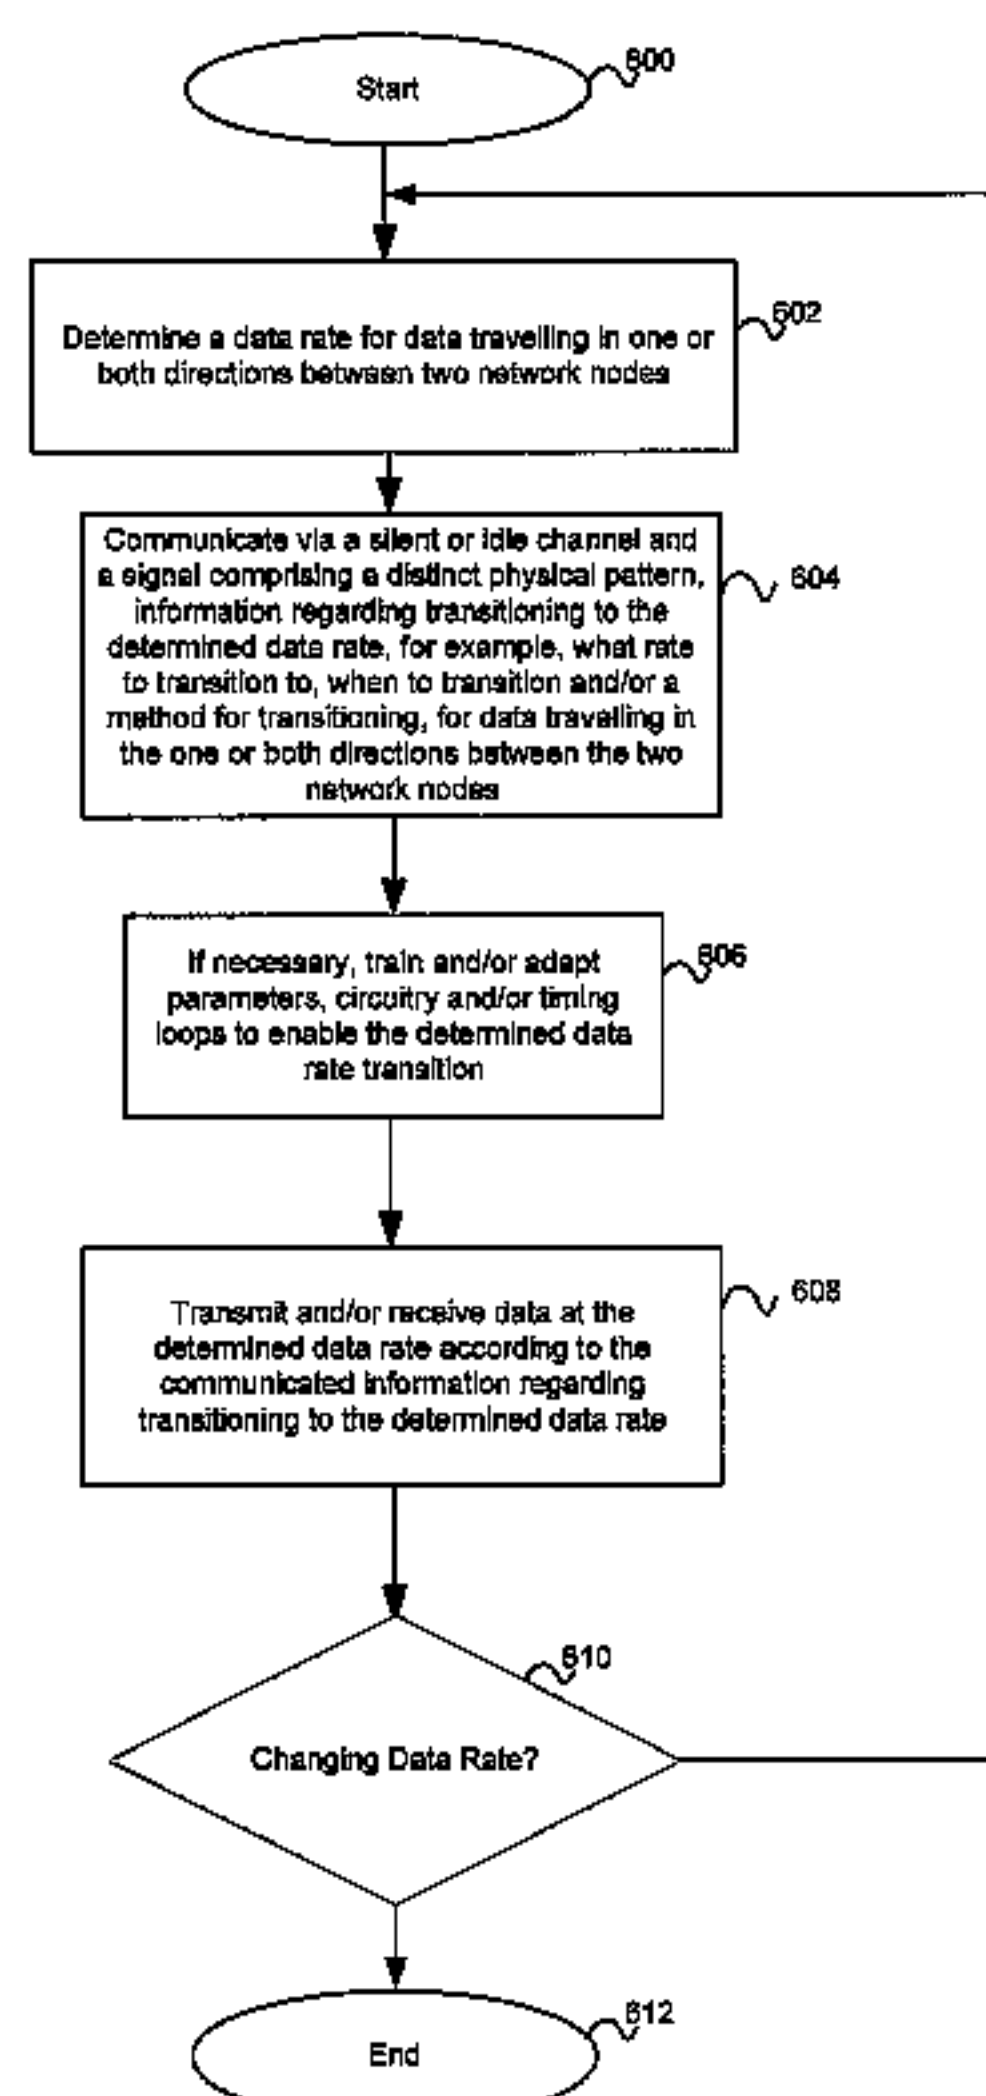 Start
600
Determine a data rate for data travelling in one or
both directions between two network nodes
602
Communicate via a silent or idle channel and
a signal comprising a distinct physical pattern,
information regarding transitioning to the
determined data rate, for example, what rate
to transition to, when to transition and/or a
method for transitioning, for data travelling in
the one or both directions between the two
network nodes
604
If necessary, train and/or adapt
parameters, circuitry and/or timing
loops to enable the determined data
rate transition
606
Transmit and/or receive data at the
determined data rate according to the
communicated information regarding
transitioning to the determined data rate
608
610
Changing Data Rate?
612
End